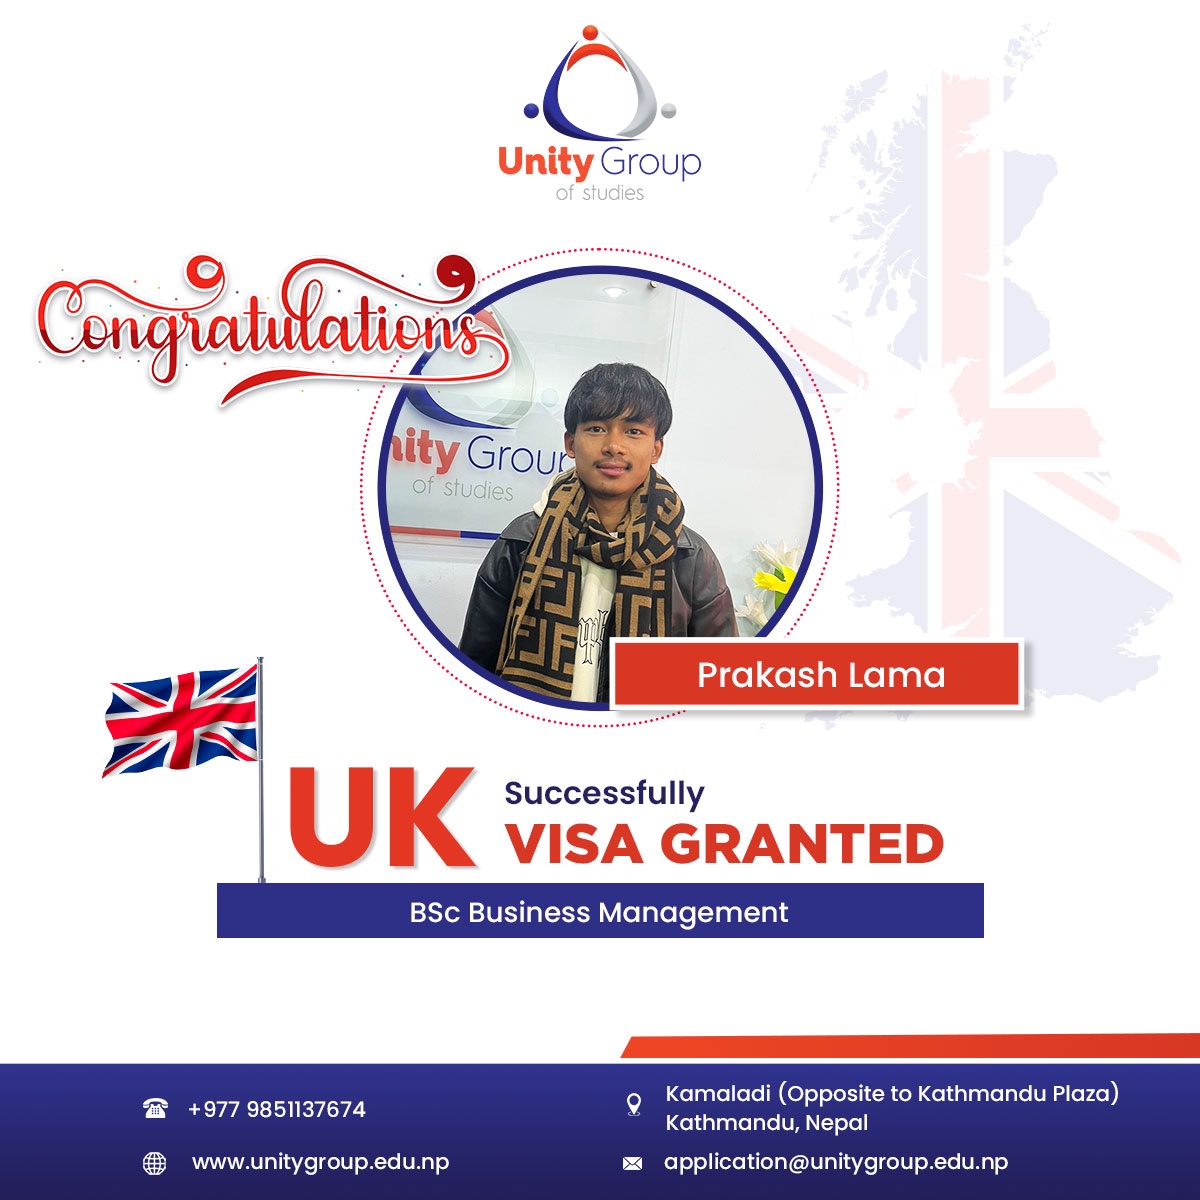 Unity Group
of studies
Congratulations
nity Group
of studies
Prakash Lama
UK
Successfully
VISA GRANTED
BSc Business Management
+977 9851137674
Kamaladi (Opposite to Kathmandu Plaza)
Kathmandu, Nepal
www.unitygroup.edu.np
application@unitygroup.edu.np